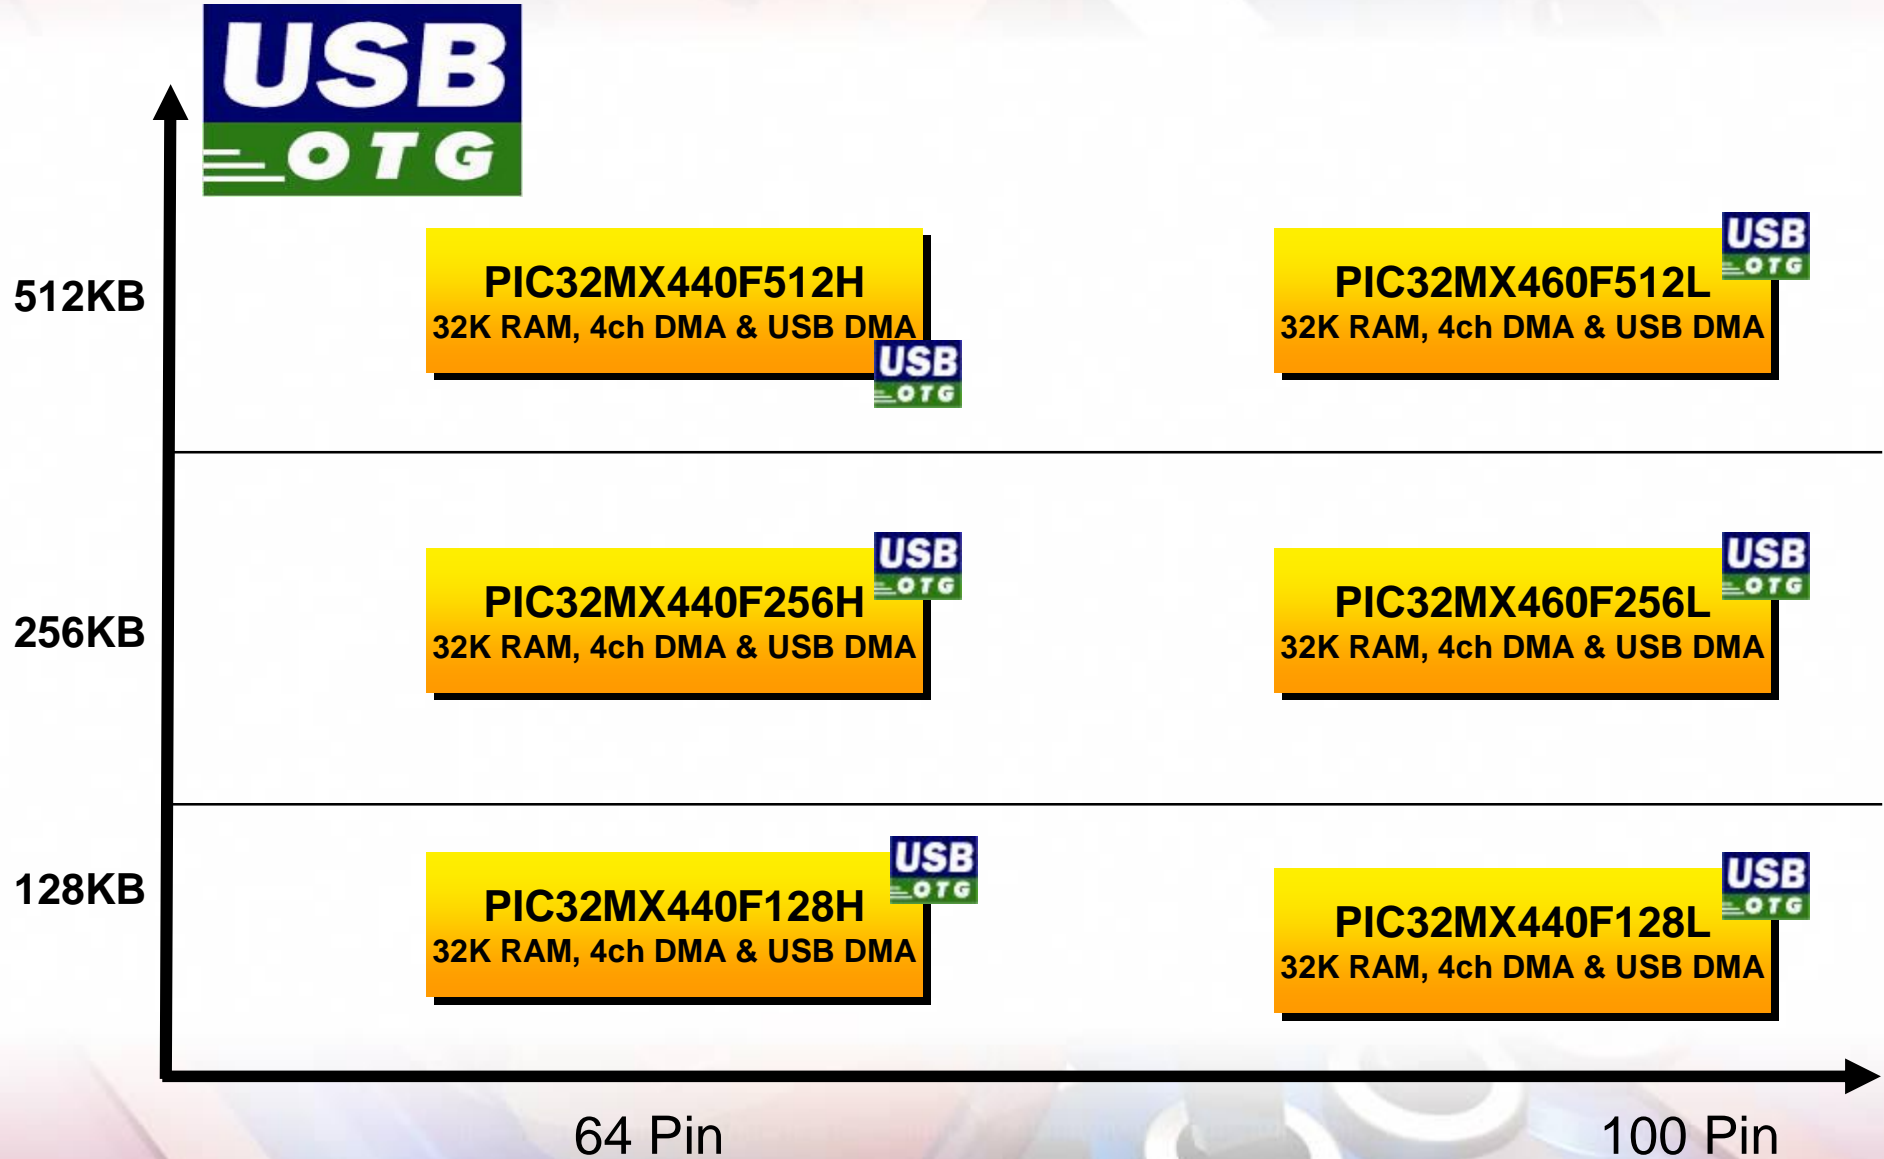 USB
OTG
512KB
PIC32MX440F512H
32K RAM, 4ch DMA & USB DMA
USB
OTG
PIC32MX460F512L
32K RAM, 4ch DMA & USB DMA
USB
OTG
256KB
PIC32MX440F256H
32K RAM, 4ch DMA & USB DMA
USB
OTG
PIC32MX460F256L
32K RAM, 4ch DMA & USB DMA
USB
OTG
128KB
PIC32MX440F128H
32K RAM, 4ch DMA & USB DMA
USB
OTG
PIC32MX440F128L
32K RAM, 4ch DMA & USB DMA
USB
OTG
64 Pin
100 Pin